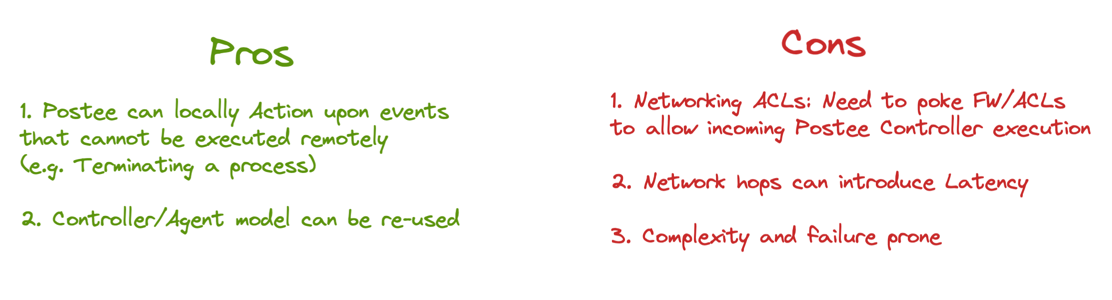 Pros
1. Postee can locally Action upon events
that cannot be executed remotely
(e.g. Terminating a process)
2. Controller/Agent model can be re-used
Cons
1. Networking ACLs: Need to poke FW/ACLs
to allow incoming Postee Controller execution
2. Network hops can introduce Latency
3. Complexity and failure prone